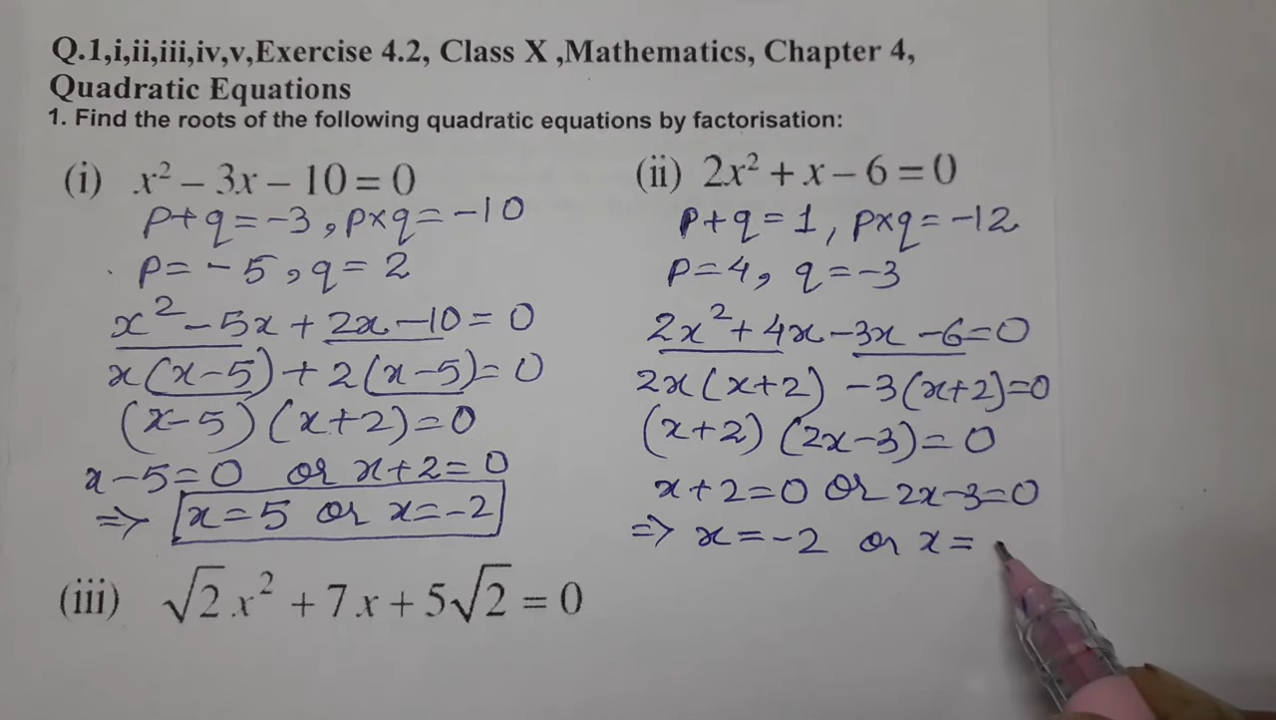 Q.1,i,ii,iii,iv,v,Exercise 4.2, Class X ,Mathematics, Chapter 4,
Quadratic Equations
1. Find the roots of the following quadratic equations by factorisation:
(i) x² – 3x – 10 = 0
p+q=-3, p×q=-10
p=-5, q=2
x²-5x+2x-10=0
x(x-5)+2(x-5)=0
(x-5)(x+2)=0
x-5=0 or x+2=0
=> x=5 or x=-2
(ii) 2x² + x – 6 = 0
p+q=1, p×q=-12
p=4, q=-3
2x²+4x-3x-6=0
2x(x+2) -3(x+2)=0
(x+2)(2x-3)=0
x+2=0 or 2x-3=0
=> x=-2 or x=
(iii) √2x² + 7x + 5√2 = 0